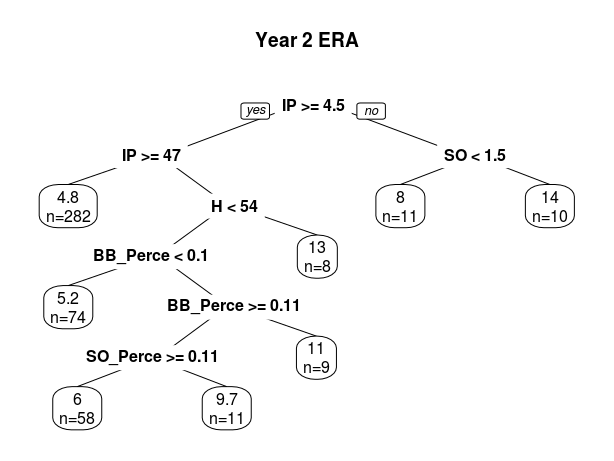 Year 2 ERA
yes
IP >= 4.5
no
IP >= 47
SO < 1.5
4.8
n=282
H < 54
8
n=11
14
n=10
BB_Perce < 0.1
13
n=8
5.2
n=74
BB_Perce >= 0.11
SO_Perce >= 0.11
11
n=9
6
n=58
9.7
n=11